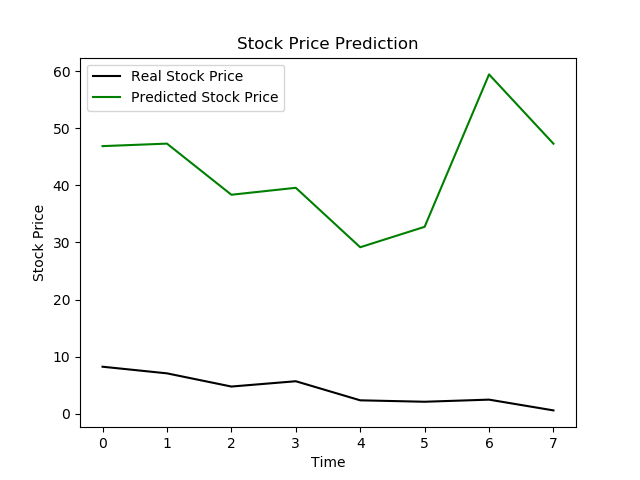 Stock Price Prediction
Real Stock Price
Predicted Stock Price
60
50
40
30
20
10
0
Stock Price
0 1 2 3 4 5 6 7
Time